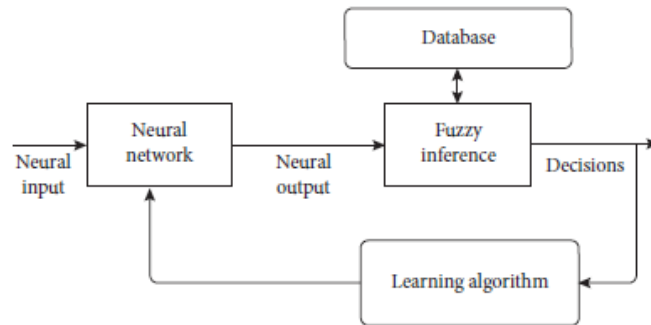 Database
Neural
network
Fuzzy
inference
Neural
input
Neural
output
Decisions
Learning algorithm